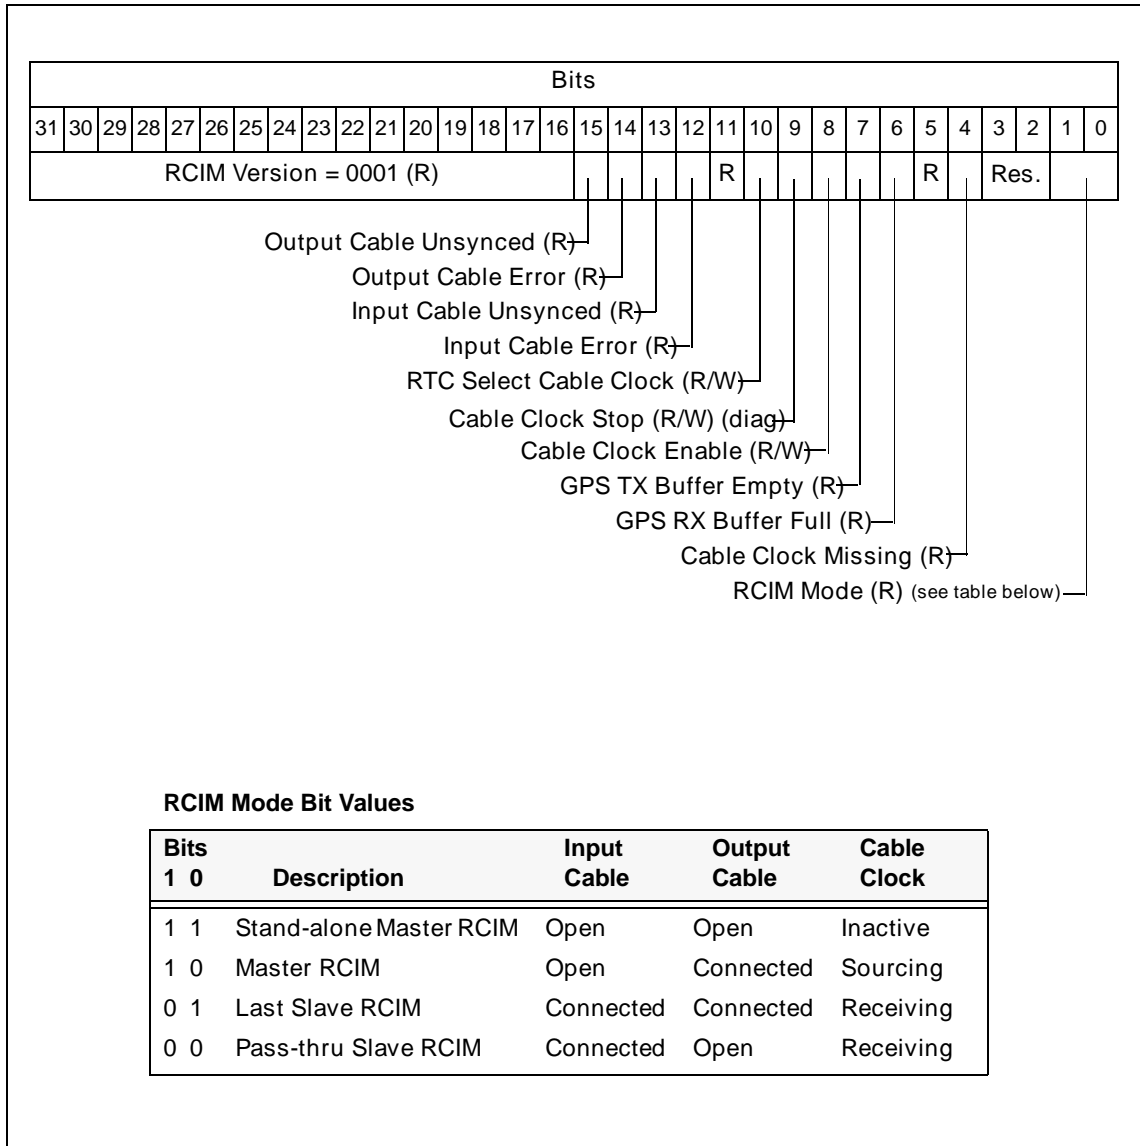 Bits
31 30 29 28 27 26 25 24 23 22 21 20 19 18 17 16 15 14 13 12 11 10 9 8 7 6 5 4 3 2 1 0
RCIM Version = 0001 (R) R R Res.
Output Cable Unsynced (R)
Output Cable Error (R)
Input Cable Unsynced (R)
Input Cable Error (R)
RTC Select Cable Clock (R/W)
Cable Clock Stop (R/W) (diag)
Cable Clock Enable (R/W)
GPS TX Buffer Empty (R)
GPS RX Buffer Full (R)
Cable Clock Missing (R)
RCIM Mode (R) (see table below)
RCIM Mode Bit Values
Bits Input Output Cable
1 0 Description Cable Cable Clock
1 1 Stand-alone Master RCIM Open Open Inactive
1 0 Master RCIM Open Connected Sourcing
0 1 Last Slave RCIM Connected Connected Receiving
0 0 Pass-thru Slave RCIM Connected Open Receiving